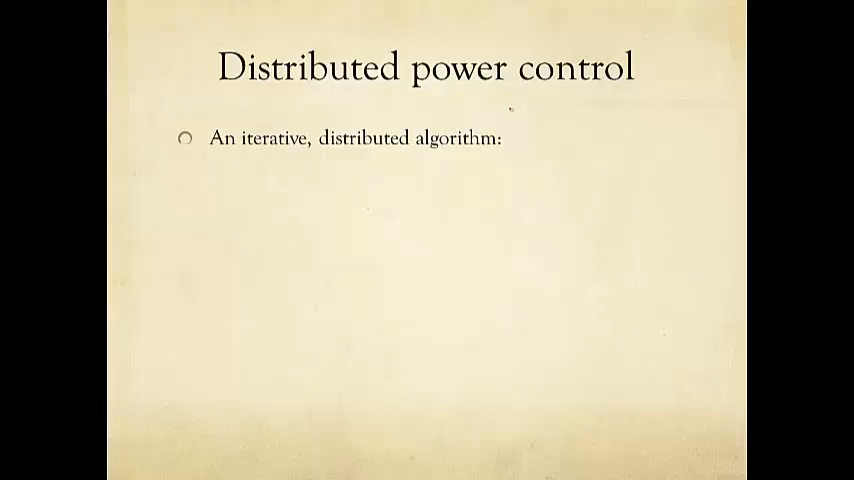 Distributed power control
An iterative, distributed algorithm: